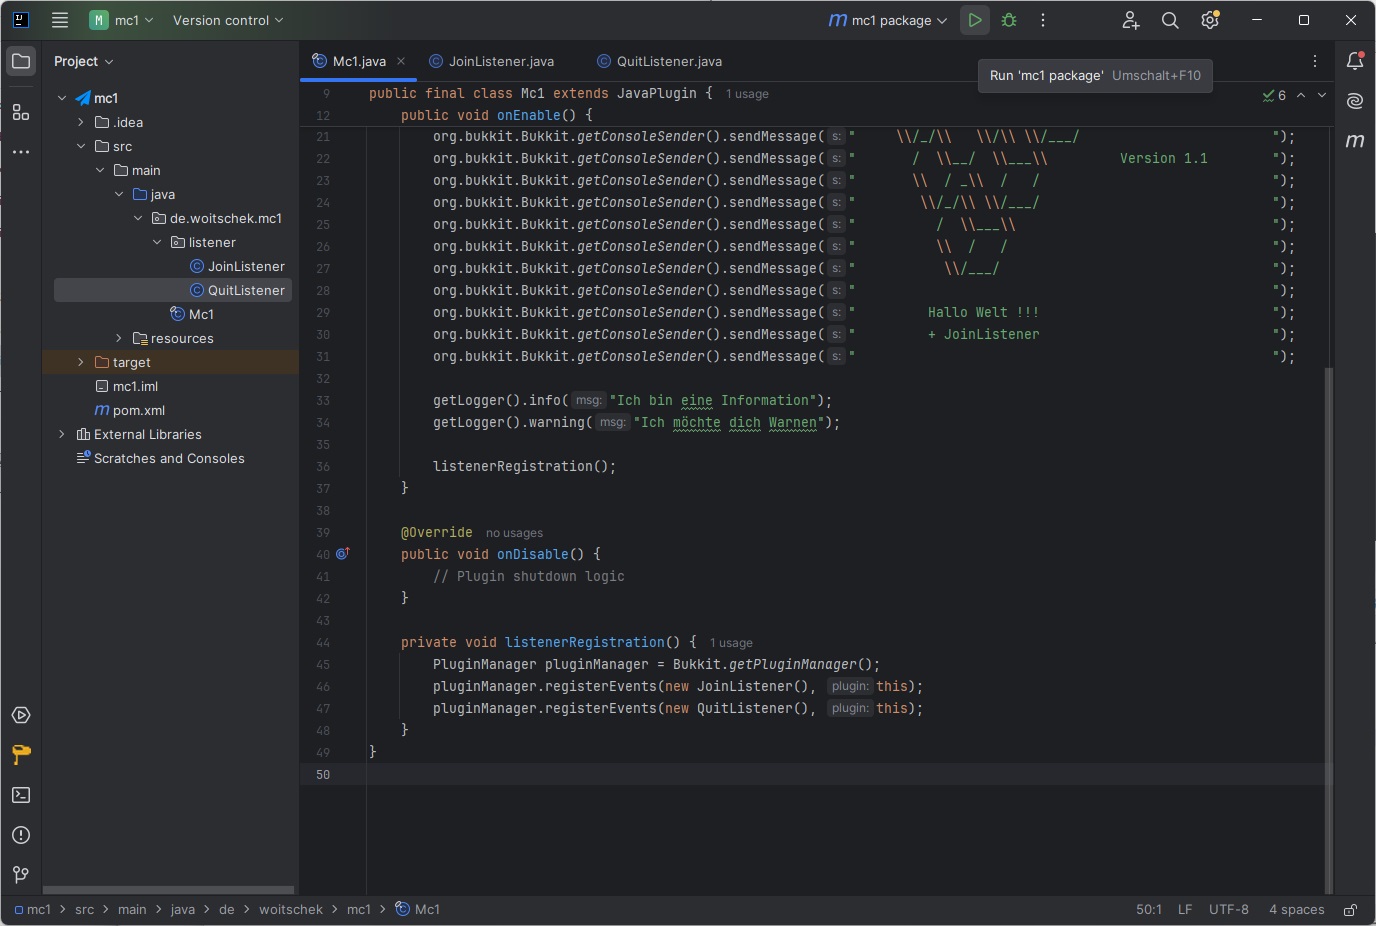 M mc1 Version control
m mc1 package
Project
Mc1.java
JoinListener.java
QuitListener.java
Run 'mc1 package' Umschalt+F10
6
m
mc1
.idea
src
main
java
de.woitschek.mc1
listener
JoinListener
QuitListener
Mc1
resources
target
mc1.iml
m pom.xml
External Libraries
Scratches and Consoles
9 public final class Mc1 extends JavaPlugin { 1 usage
12 public void onEnable() {
21 org.bukkit.Bukkit.getConsoleSender().sendMessage( s: "     \\/_/\\   \\/\\ \\/___/                        ");
22 org.bukkit.Bukkit.getConsoleSender().sendMessage( s: "       /  \\__/  \\___\\         Version 1.1        ");
23 org.bukkit.Bukkit.getConsoleSender().sendMessage( s: "       \\  / _\\  /   /                             ");
24 org.bukkit.Bukkit.getConsoleSender().sendMessage( s: "        \\/_/\\ \\/___/                             ");
25 org.bukkit.Bukkit.getConsoleSender().sendMessage( s: "          /  \\___\\                                ");
26 org.bukkit.Bukkit.getConsoleSender().sendMessage( s: "          \\  /   /                                 ");
27 org.bukkit.Bukkit.getConsoleSender().sendMessage( s: "           \\/___/                                  ");
28 org.bukkit.Bukkit.getConsoleSender().sendMessage( s: "                                                    ");
29 org.bukkit.Bukkit.getConsoleSender().sendMessage( s: "         Hallo Welt !!!                             ");
30 org.bukkit.Bukkit.getConsoleSender().sendMessage( s: "         + JoinListener                             ");
31 org.bukkit.Bukkit.getConsoleSender().sendMessage( s: "                                                    ");
32
33 getLogger().info( msg: "Ich bin eine Information");
34 getLogger().warning( msg: "Ich möchte dich Warnen");
35
36 listenerRegistration();
37 }
38
39 @Override no usages
40 public void onDisable() {
41 // Plugin shutdown logic
42 }
43
44 private void listenerRegistration() { 1 usage
45 PluginManager pluginManager = Bukkit.getPluginManager();
46 pluginManager.registerEvents(new JoinListener(), plugin: this);
47 pluginManager.registerEvents(new QuitListener(), plugin: this);
48 }
49 }
50
mc1 > src > main > java > de > woitschek > mc1 > Mc1
50:1 LF UTF-8 4 spaces